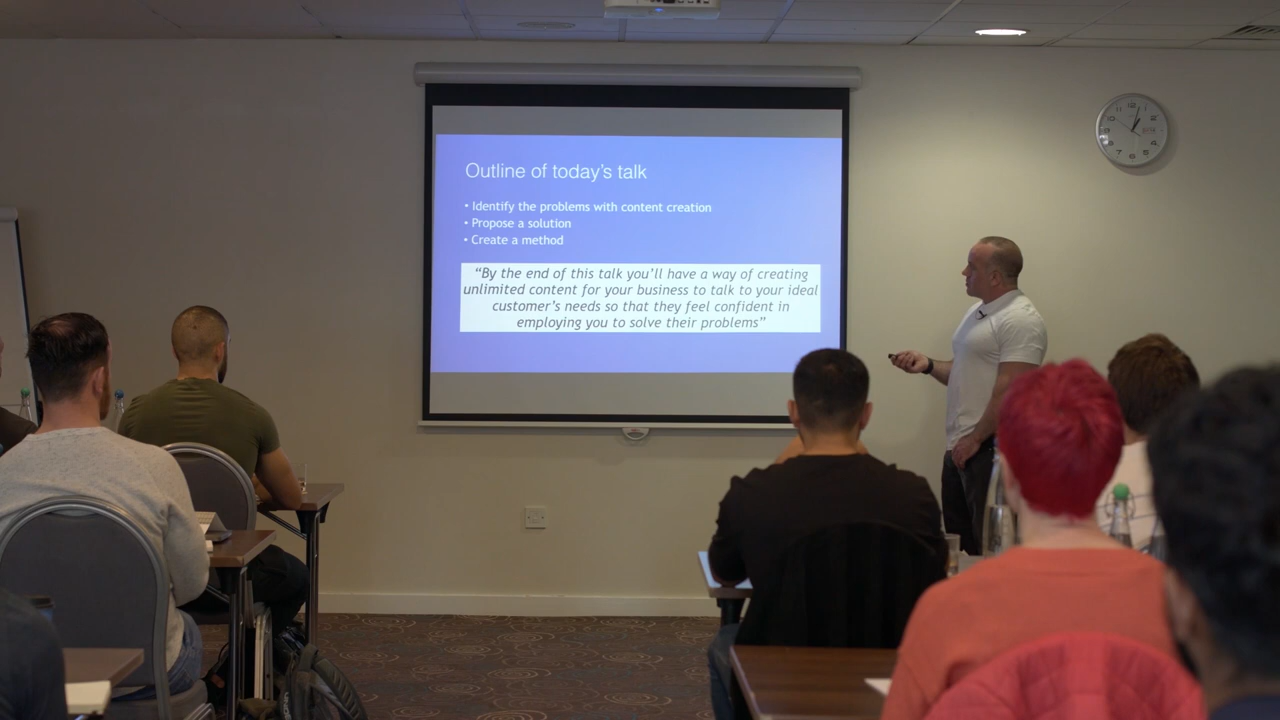 Outline of today's talk
• Identify the problems with content creation
• Propose a solution
• Create a method
“By the end of this talk you'll have a way of creating
unlimited content for your business to talk to your ideal
customer's needs so that they feel confident in
employing you to solve their problems”